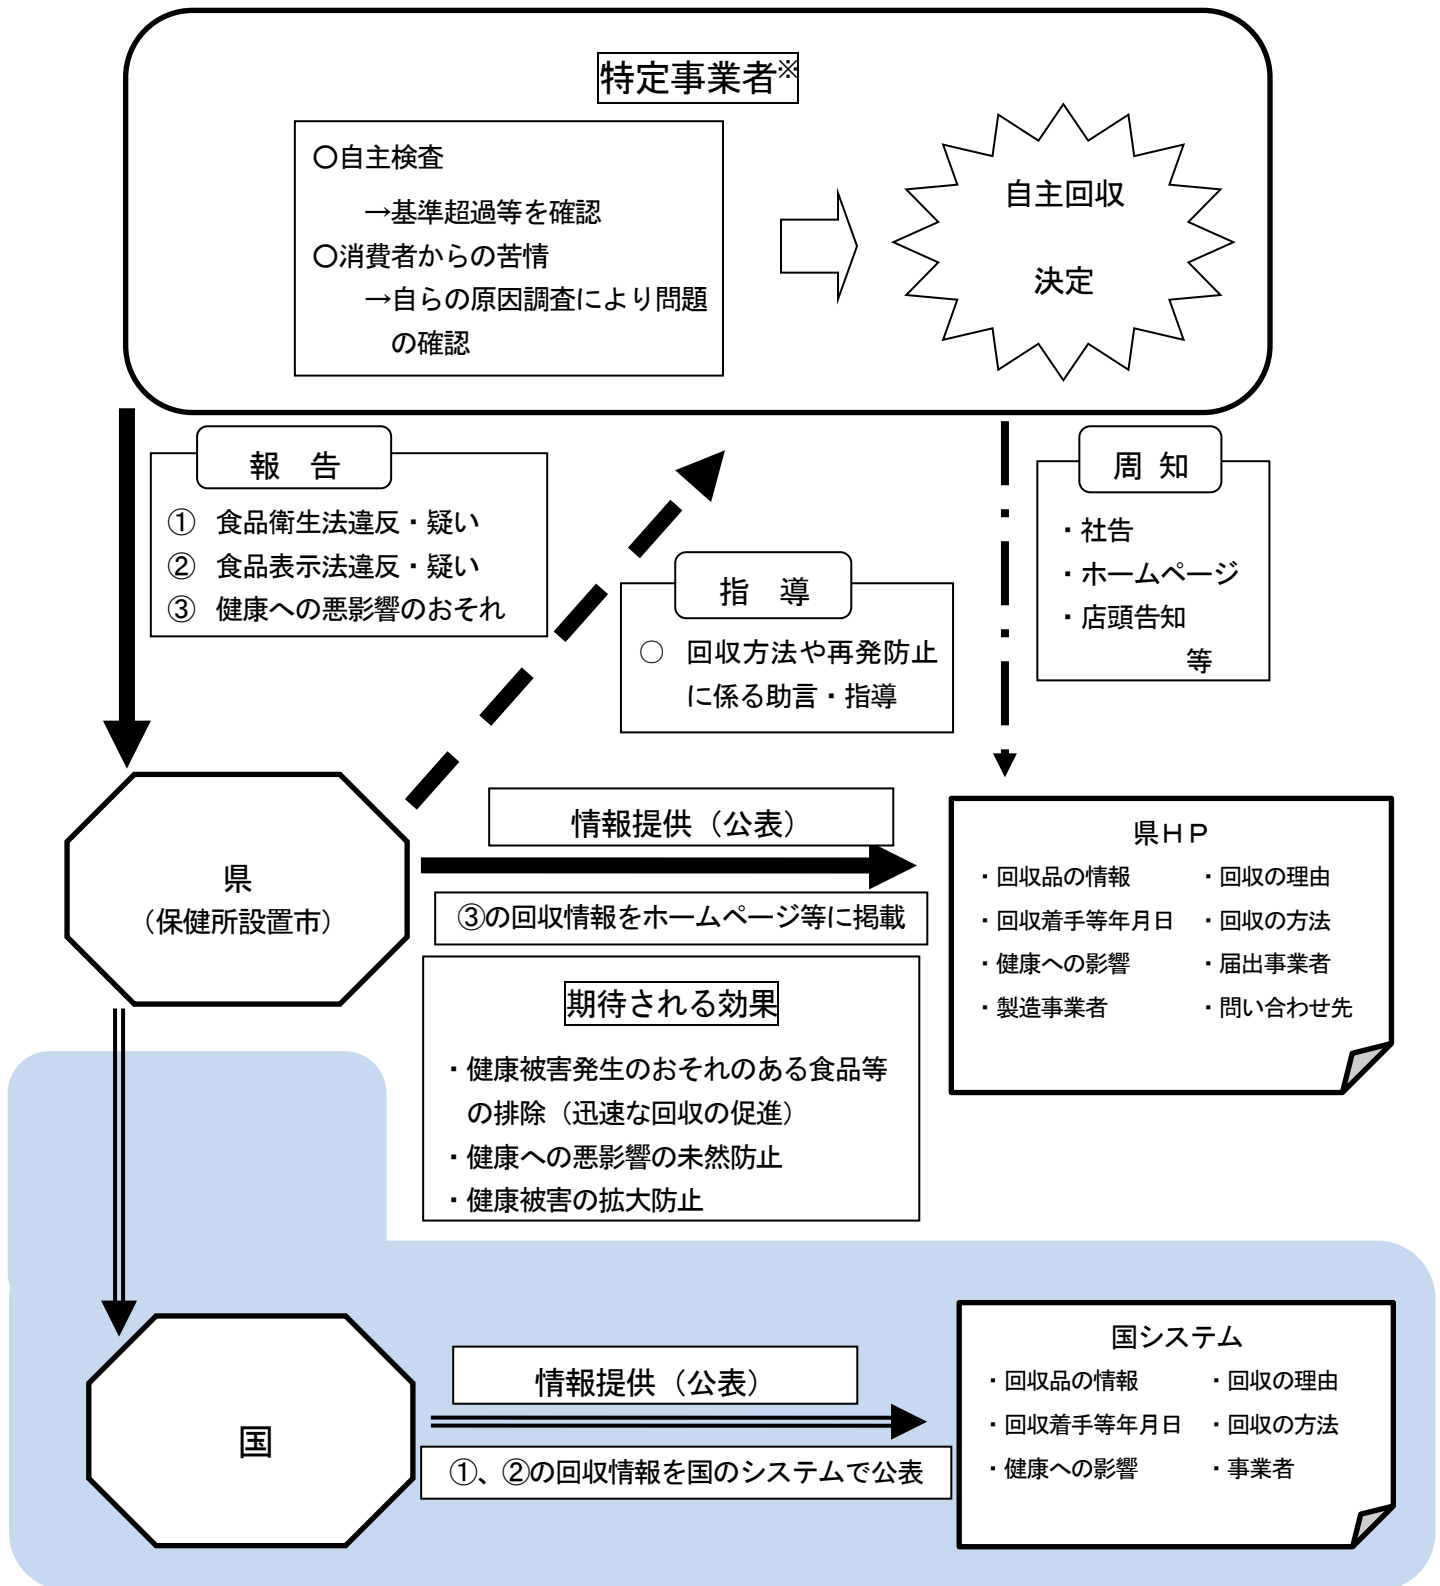 特定事業者※
〇自主検査
→基準超過等を確認
〇消費者からの苦情
→自らの原因調査により問題
の確認
自主回収
決定
報　告
① 食品衛生法違反・疑い
② 食品表示法違反・疑い
③ 健康への悪影響のおそれ
指　導
○ 回収方法や再発防止
に係る助言・指導
周 知
・社告
・ホームページ
・店頭告知
等
県
（保健所設置市）
情報提供（公表）
③の回収情報をホームページ等に掲載
期待される効果
・健康被害発生のおそれのある食品等
の排除（迅速な回収の促進）
・健康への悪影響の未然防止
・健康被害の拡大防止
県ＨＰ
・回収品の情報　・回収の理由
・回収着手等年月日　・回収の方法
・健康への影響　・届出事業者
・製造事業者　・問い合わせ先
国
情報提供（公表）
①、②の回収情報を国のシステムで公表
国システム
・回収品の情報　・回収の理由
・回収着手等年月日　・回収の方法
・健康への影響　・事業者